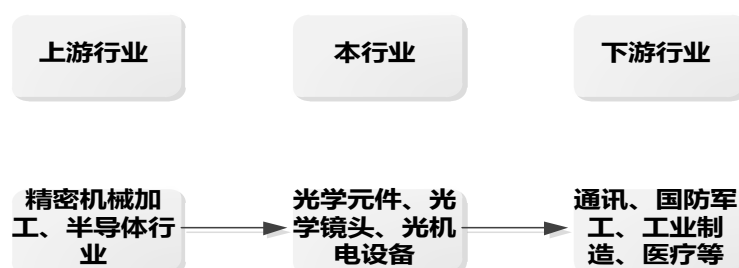 上游行业
本行业
下游行业
精密机械加
工、半导体行
业
光学元件、光
学镜头、光机
电设备
通讯、国防军
工、工业制
造、医疗等